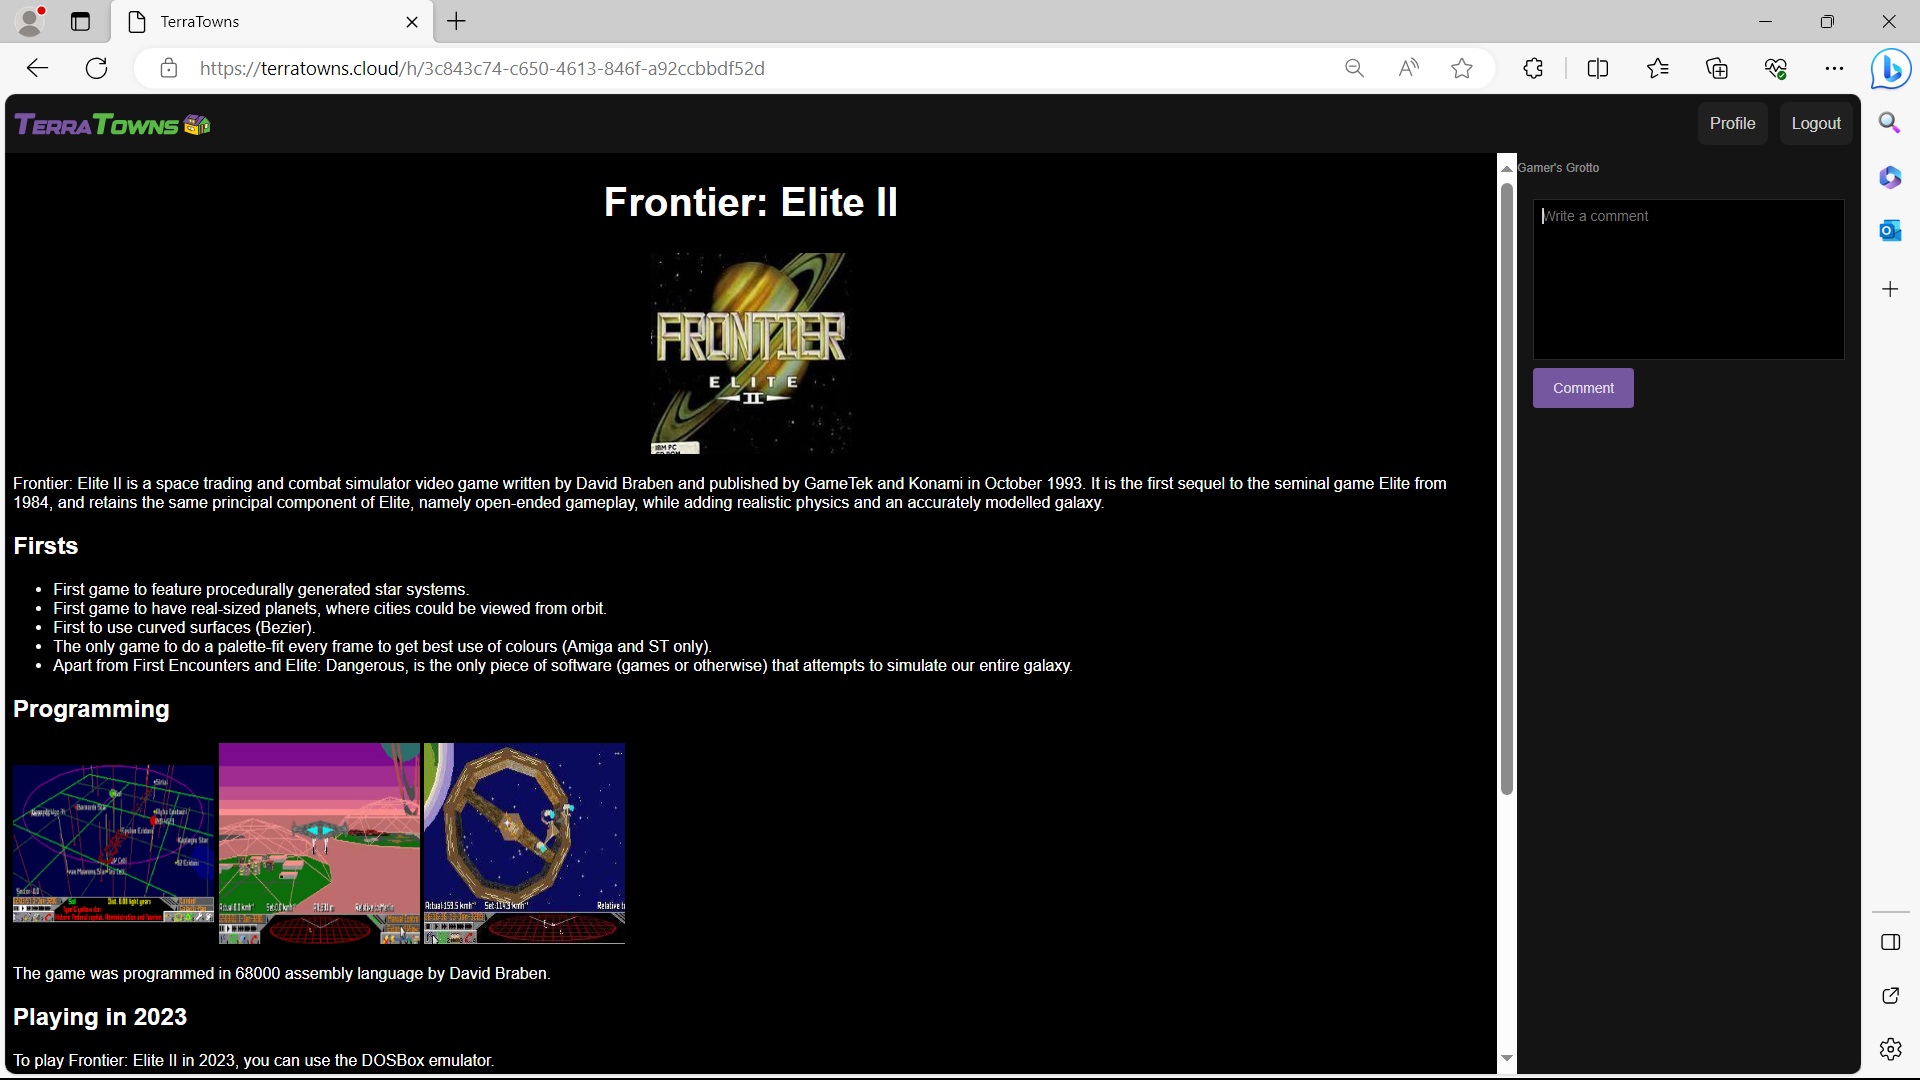 TerraTowns
https://terratowns.cloud/h/3c843c74-c650-4613-846f-a92ccbbdf52d
TERRATOWNS
Profile
Logout
Gamer's Grotto
Write a comment
Comment
Frontier: Elite II
FRONTIER
ELITE
II
IBM PC
CD-ROM
Frontier: Elite II is a space trading and combat simulator video game written by David Braben and published by GameTek and Konami in October 1993. It is the first sequel to the seminal game Elite from
1984, and retains the same principal component of Elite, namely open-ended gameplay, while adding realistic physics and an accurately modelled galaxy.
Firsts
• First game to feature procedurally generated star systems.
• First game to have real-sized planets, where cities could be viewed from orbit.
• First to use curved surfaces (Bezier).
• The only game to do a palette-fit every frame to get best use of colours (Amiga and ST only).
• Apart from First Encounters and Elite: Dangerous, is the only piece of software (games or otherwise) that attempts to simulate our entire galaxy.
Programming
The game was programmed in 68000 assembly language by David Braben.
Playing in 2023
To play Frontier: Elite II in 2023, you can use the DOSBox emulator.